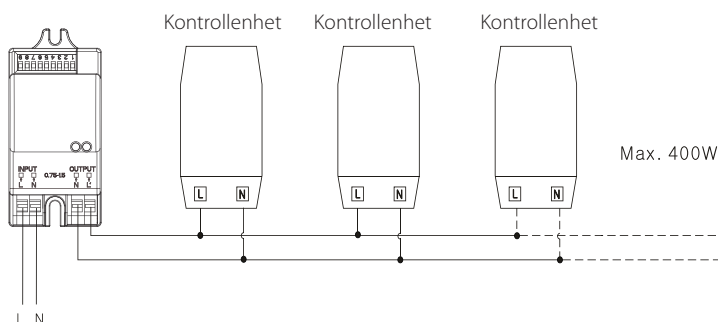 Kontrollenhet Kontrollenhet Kontrollenhet
Max. 400W
INPUT 0.75-1.5 OUTPUT
L N N L'
L N L N L N
L N